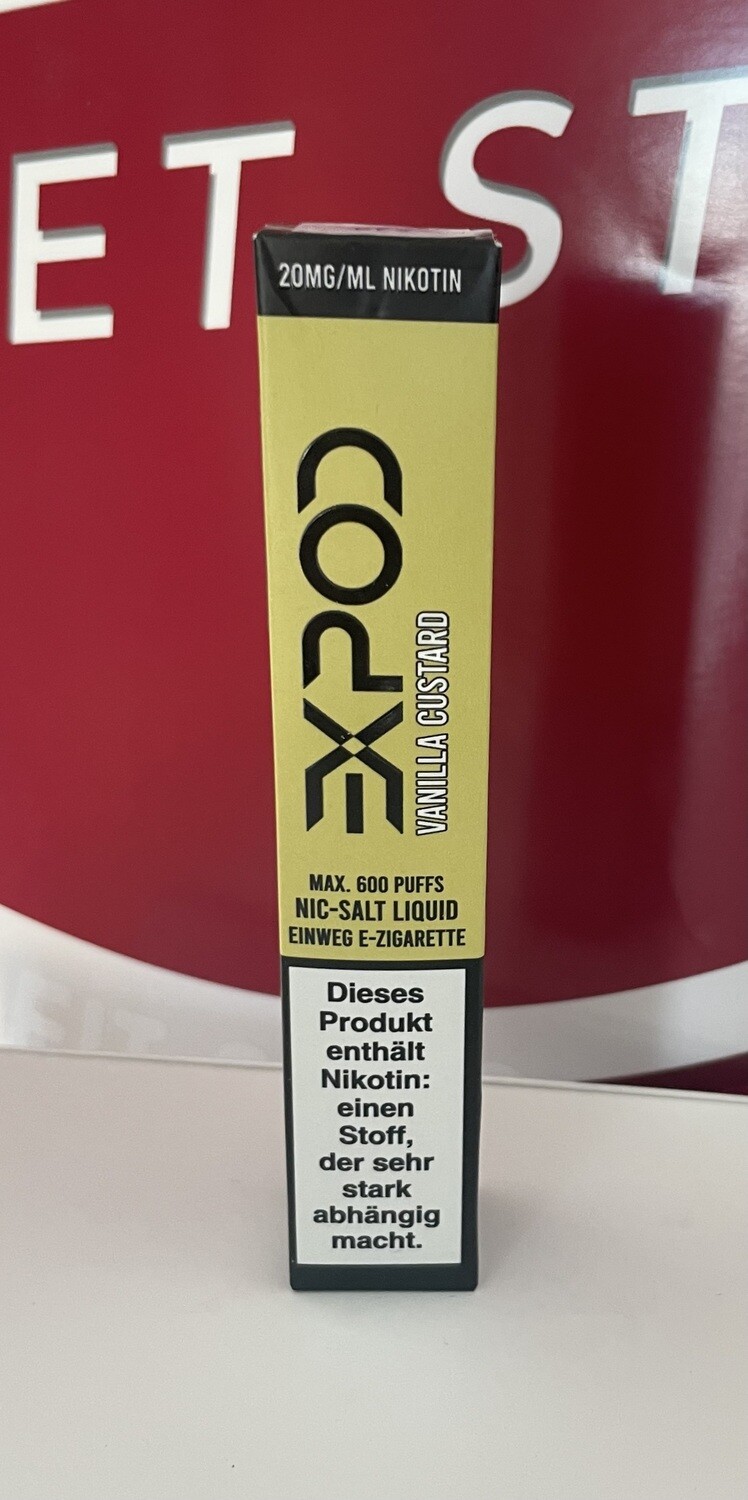 ET ST
20MG/ML NIKOTIN
EXPOD
VANILLA CUSTARD
MAX. 600 PUFFS
NIC-SALT LIQUID
EINWEG E-ZIGARETTE
Dieses
Produkt
enthält
Nikotin:
einen
Stoff,
der sehr
stark
abhängig
macht.